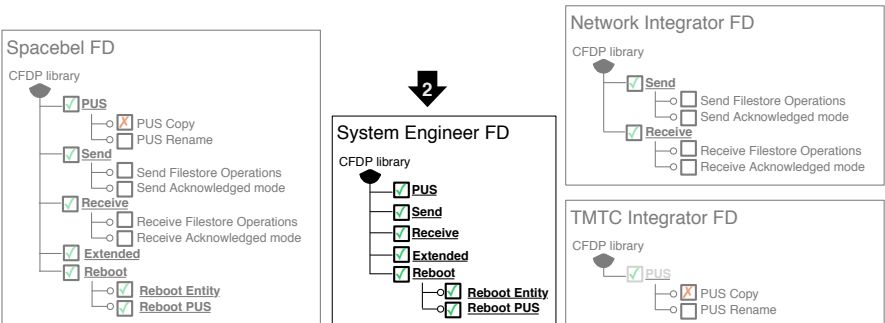 Spacebel FD
CFDP library
PUS
PUS Copy
PUS Rename
Send
Send Filestore Operations
Send Acknowledged mode
Receive
Receive Filestore Operations
Receive Acknowledged mode
Extended
Reboot
Reboot Entity
Reboot PUS
2
System Engineer FD
CFDP library
PUS
Send
Receive
Extended
Reboot
Reboot Entity
Reboot PUS
Network Integrator FD
CFDP library
Send
Send Filestore Operations
Send Acknowledged mode
Receive
Receive Filestore Operations
Receive Acknowledged mode
TMTC Integrator FD
CFDP library
PUS
PUS Copy
PUS Rename